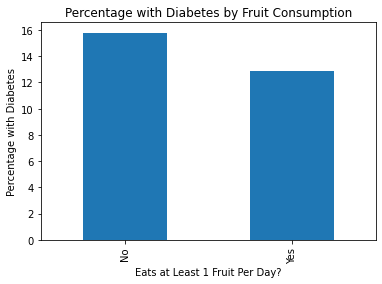 Percentage with Diabetes by Fruit Consumption
Percentage with Diabetes
16
14
12
10
8
6
4
2
0
No
Yes
Eats at Least 1 Fruit Per Day?